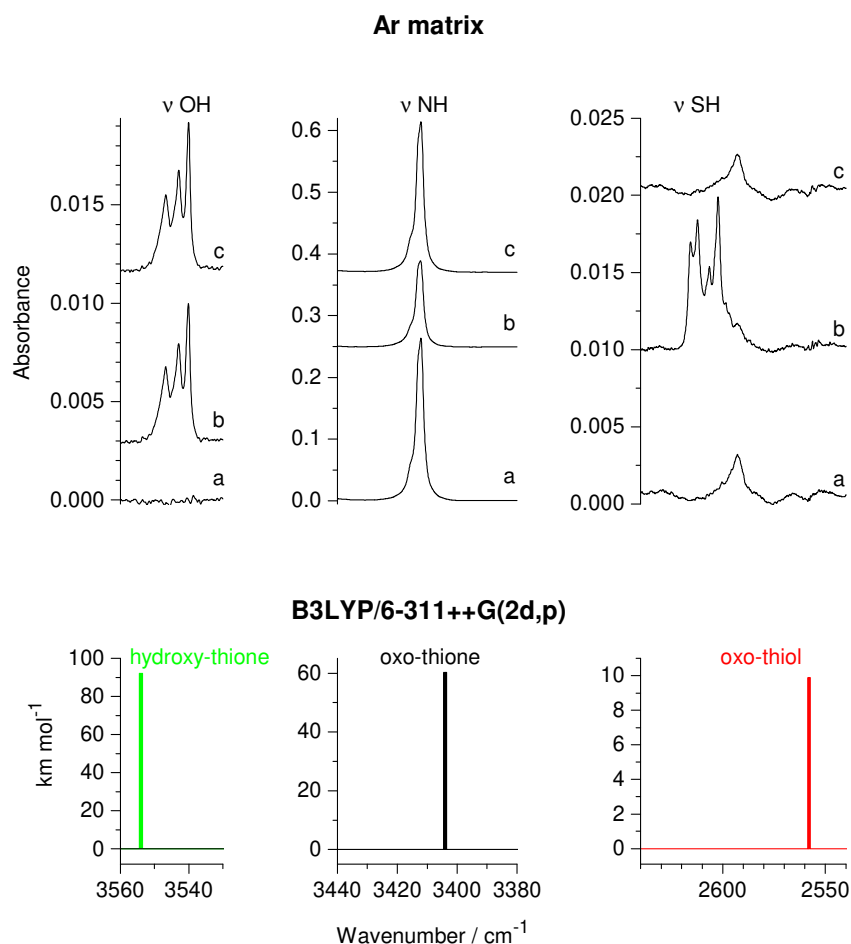 Ar matrix
ν OH
ν NH
ν SH
Absorbance
0.015
0.010
0.005
0.000
c
b
a
0.6
0.5
0.4
0.3
0.2
0.1
0.0
c
b
a
0.025
0.020
0.015
0.010
0.005
0.000
c
b
a
B3LYP/6-311++G(2d,p)
hydroxy-thione
oxo-thione
oxo-thiol
km mol⁻¹
100
80
60
40
20
0
3560 3540
60
40
20
0
3440 3420 3400 3380
10
8
6
4
2
0
2600 2550
Wavenumber / cm⁻¹